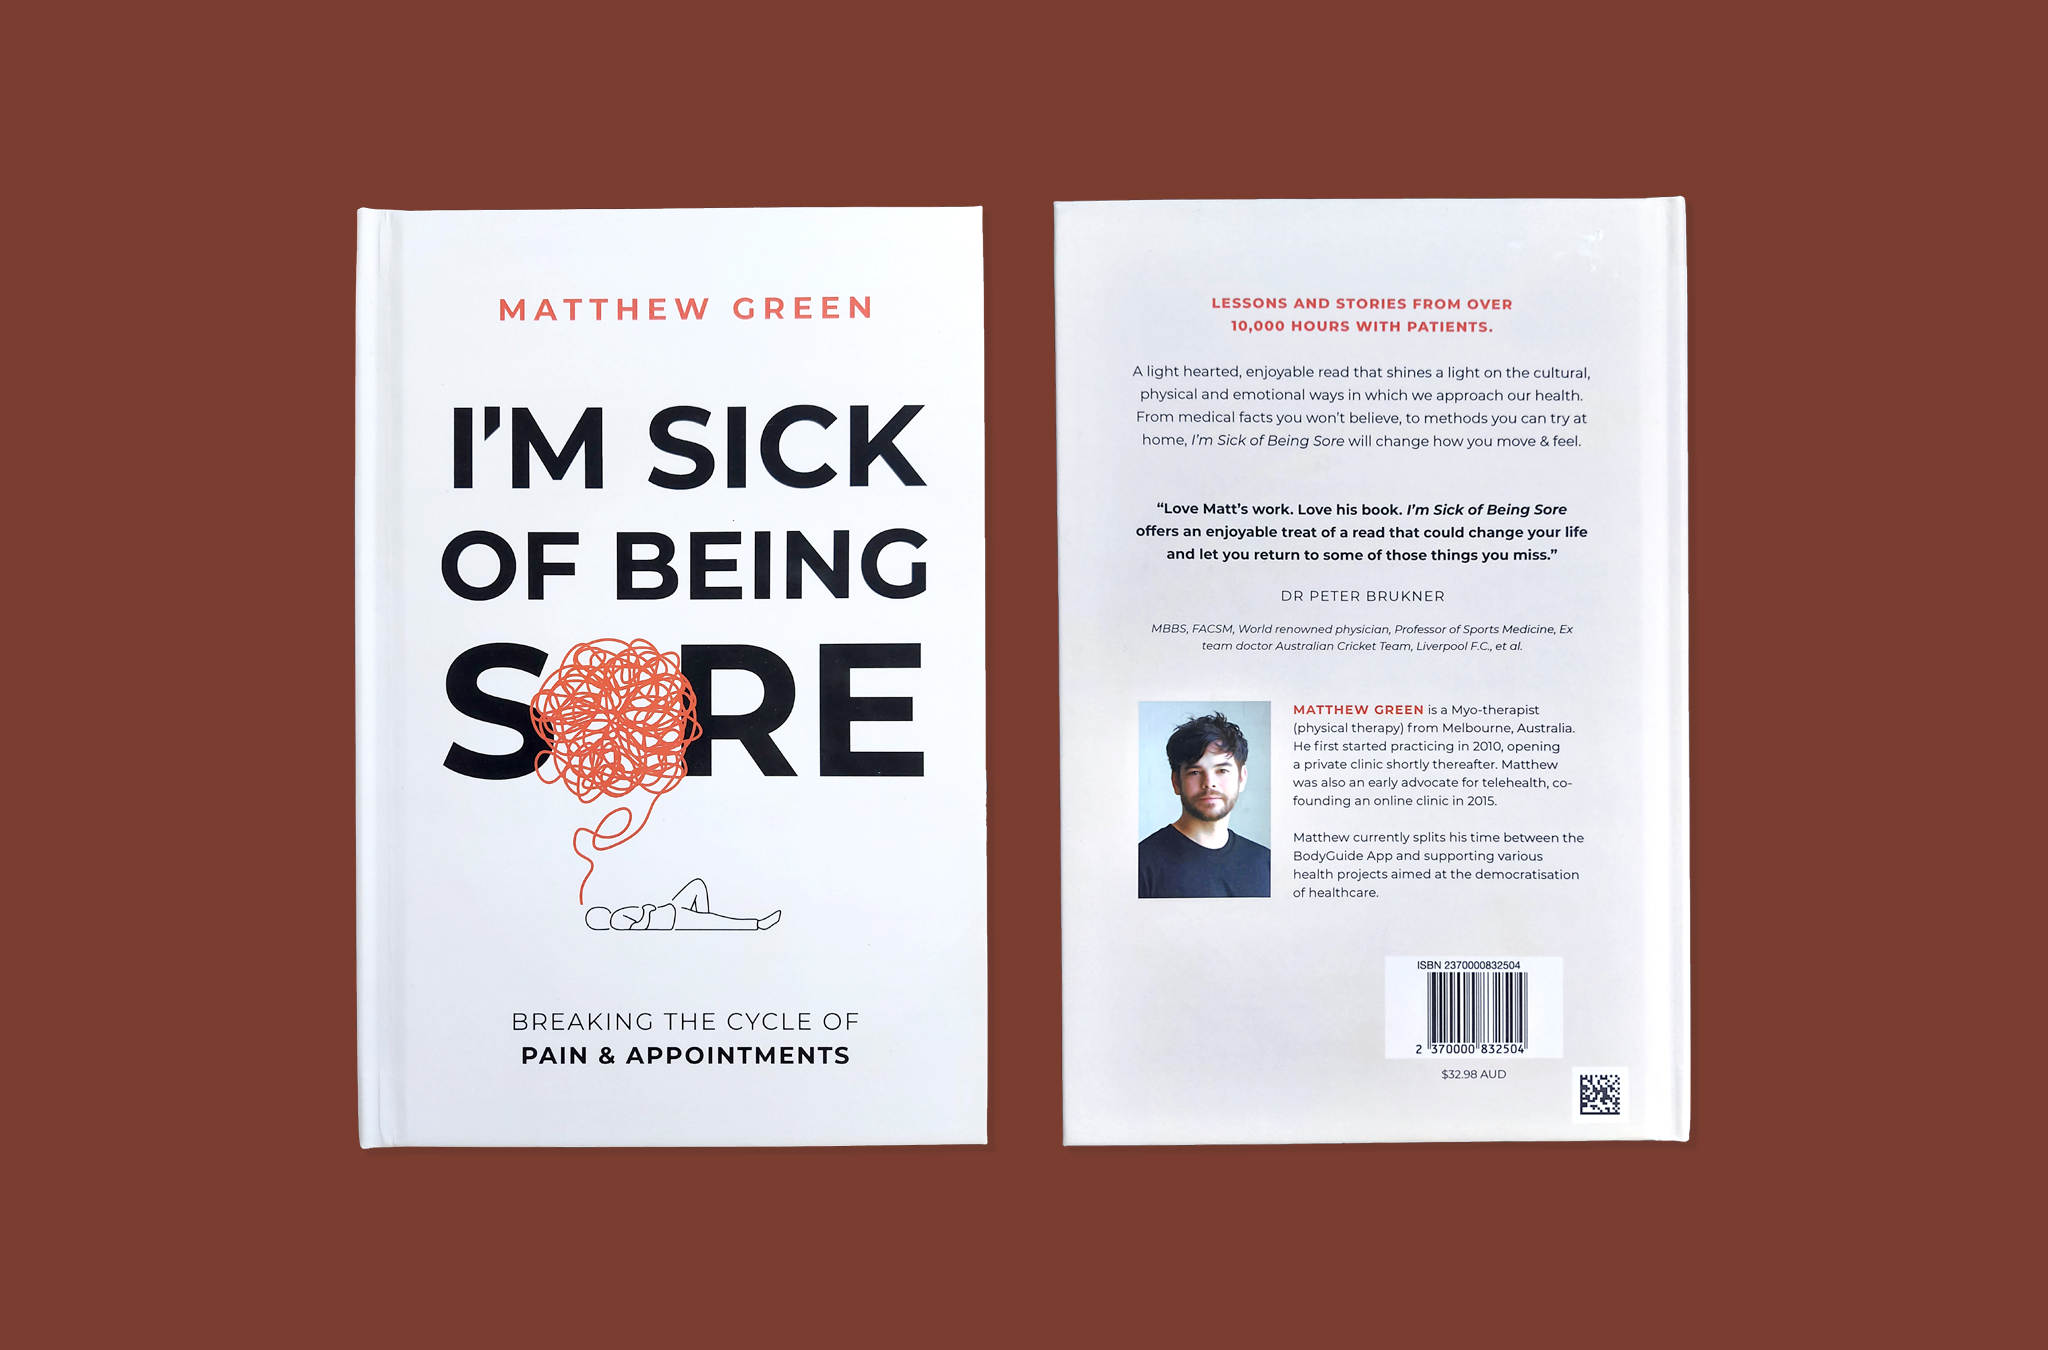 MATTHEW GREEN
I'M SICK
OF BEING
SORE
BREAKING THE CYCLE OF
PAIN & APPOINTMENTS
LESSONS AND STORIES FROM OVER
10,000 HOURS WITH PATIENTS.
A light hearted, enjoyable read that shines a light on the cultural,
physical and emotional ways in which we approach our health.
From medical facts you won't believe, to methods you can try at
home, I'm Sick of Being Sore will change how you move & feel.
“Love Matt's work. Love his book. I'm Sick of Being Sore
offers an enjoyable treat of a read that could change your life
and let you return to some of those things you miss.”
DR PETER BRUKNER
MBBS, FACSM, World renowned physician, Professor of Sports Medicine, Ex
team doctor Australian Cricket Team, Liverpool F.C., et al.
MATTHEW GREEN is a Myo-therapist
(physical therapy) from Melbourne, Australia.
He first started practicing in 2010, opening
a private clinic shortly thereafter. Matthew
was also an early advocate for telehealth, co-
founding an online clinic in 2015.
Matthew currently splits his time between the
BodyGuide App and supporting various
health projects aimed at the democratisation
of healthcare.
ISBN 2370000832504
2 370000 832504
$32.98 AUD